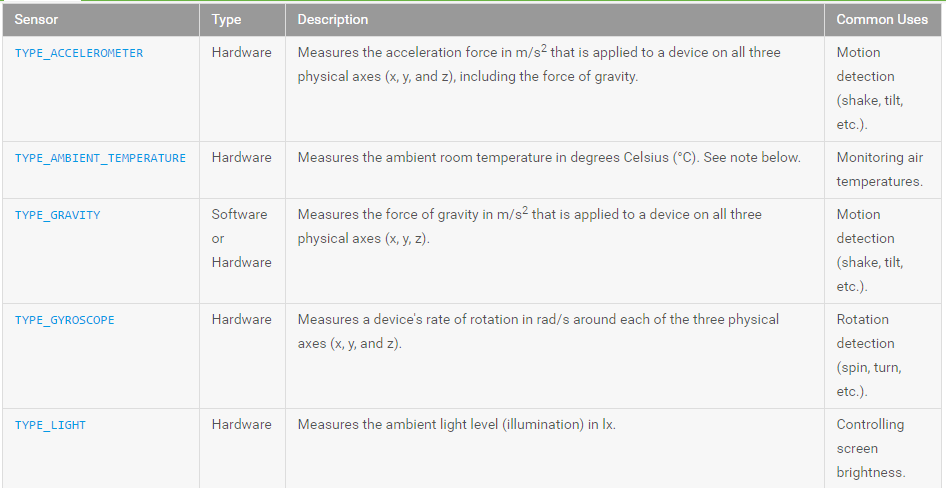 Sensor Type Description Common Uses
TYPE_ACCELEROMETER Hardware Measures the acceleration force in m/s² that is applied to a device on all three Motion
physical axes (x, y, and z), including the force of gravity. detection
(shake, tilt,
etc.).
TYPE_AMBIENT_TEMPERATURE Hardware Measures the ambient room temperature in degrees Celsius (°C). See note below. Monitoring air
temperatures.
TYPE_GRAVITY Software Measures the force of gravity in m/s² that is applied to a device on all three Motion
or physical axes (x, y, z). detection
Hardware (shake, tilt,
etc.).
TYPE_GYROSCOPE Hardware Measures a device's rate of rotation in rad/s around each of the three physical Rotation
axes (x, y, and z). detection
(spin, turn,
etc.).
TYPE_LIGHT Hardware Measures the ambient light level (illumination) in lx. Controlling
screen
brightness.